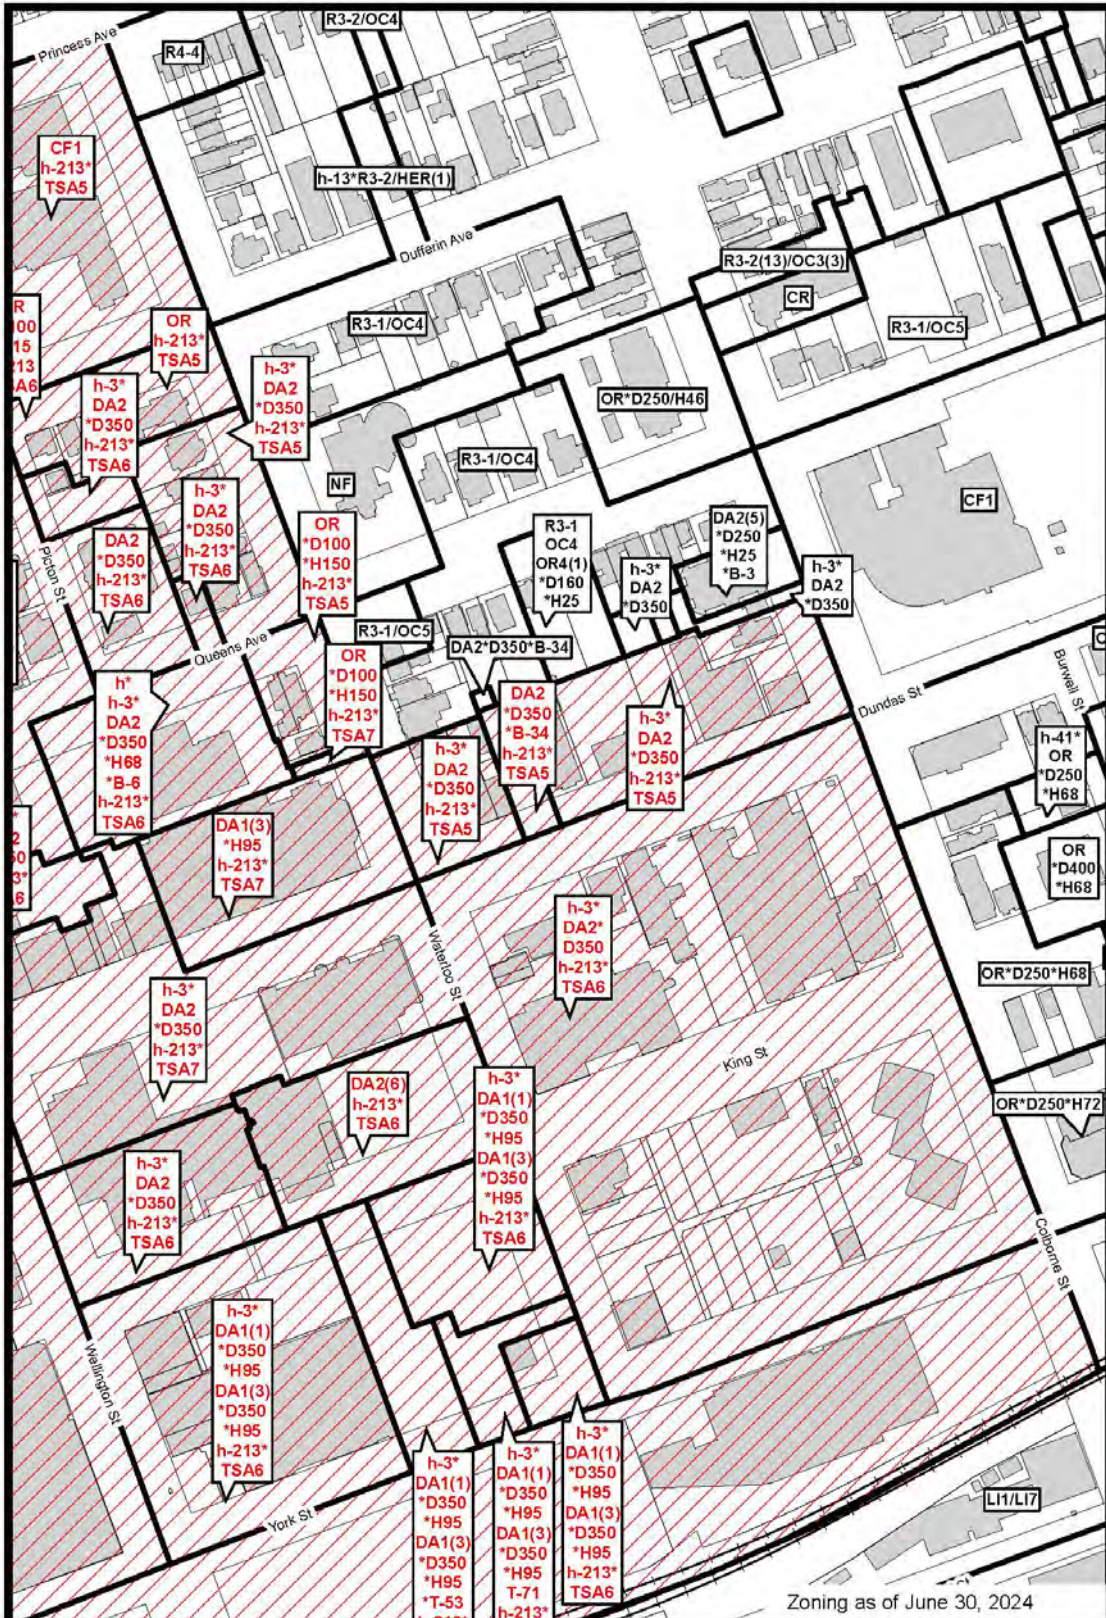 R3-2/OC4
Princess Ave
R4-4
CF1
h-213*
TSA5
h-13*R3-2/HER(1)
Dufferin Ave
R3-2(13)/OC3(3)
CR
R3-1/OC4
R3-1/OC5
OR
h-213*
TSA5
h-3*
DA2
*D350
h-213*
TSA5
h-3*
DA2
*D350
h-213*
TSA6
OR*D250/H46
R3-1/OC4
NF
CF1
h-3*
DA2
*D350
h-213*
TSA6
DA2
*D350
h-213*
TSA6
Picton St
OR
*D100
*H150
h-213*
TSA5
R3-1
OC4
OR4(1)
*D160
*H25
DA2(5)
*D250
*H25
*B-3
h-3*
DA2
*D350
h-3*
DA2
*D350
Queens Ave
R3-1/OC5
DA2*D350*B-34
OR
*D100
*H150
h-213*
TSA7
h*
h-3*
DA2
*D350
*H68
*B-6
h-213*
TSA6
DA2
*D350
*B-34
h-213*
TSA5
h-3*
DA2
*D350
h-213*
TSA5
h-3*
DA2
*D350
h-213*
TSA5
Dundas St
Burwell St
h-41*
OR
*D250
*H68
DA1(3)
*H95
h-213*
TSA7
OR
*D400
*H68
Waterloo St
h-3*
DA2*
D350
h-213*
TSA6
OR*D250*H68
h-3*
DA2
*D350
h-213*
TSA7
King St
DA2(6)
h-213*
TSA6
h-3*
DA1(1)
*D350
*H95
DA1(3)
*D350
*H95
h-213*
TSA6
OR*D250*H72
h-3*
DA2
*D350
h-213*
TSA6
Colborne St
h-3*
DA1(1)
*D350
*H95
DA1(3)
*D350
*H95
h-213*
TSA6
Wellington St
York St
h-3*
DA1(1)
*D350
*H95
DA1(3)
*D350
*H95
*T-53
h-3*
DA1(1)
*D350
*H95
DA1(3)
*D350
*H95
T-71
h-213*
h-3*
DA1(1)
*D350
*H95
DA1(3)
*D350
*H95
h-213*
TSA6
LI1/LI7
Zoning as of June 30, 2024